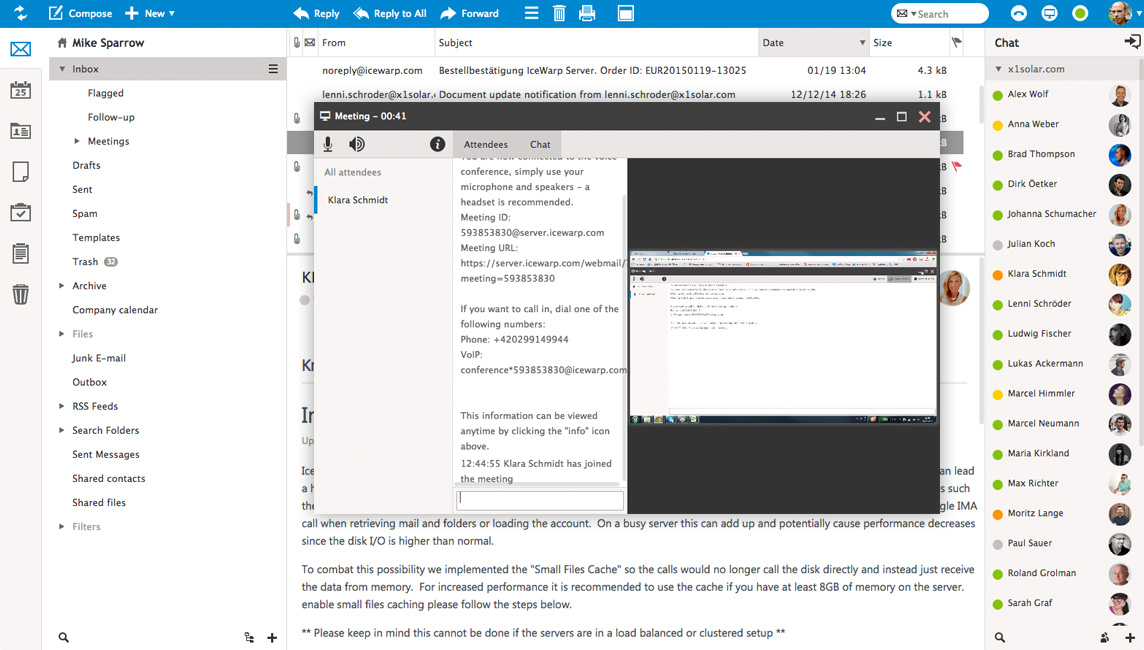 Compose
New
Reply
Reply to All
Forward
Search
Mike Sparrow
Inbox
Flagged
Follow-up
Meetings
Drafts
Sent
Spam
Templates
Trash 32
Archive
Company calendar
Files
Junk E-mail
Outbox
RSS Feeds
Search Folders
Sent Messages
Shared contacts
Shared files
Filters
25
From Subject Date Size
noreply@icewarp.com Bestellbestätigung IceWarp Server. Order ID: EUR20150119-13025 01/19 13:04 4.3 kB
lenni.schroder@x1solar. Document update notification from lenni.schroder@x1solar.com 12/12/14 18:26 1.1 kB
Meeting - 00:41
Attendees Chat
All attendees
Klara Schmidt
You are now connected to the voice
conference, simply use your
microphone and speakers - a
headset is recommended.
Meeting ID:
593853830@server.icewarp.com
Meeting URL:
https://server.icewarp.com/webmail/
meeting=593853830
If you want to call in, dial one of the
following numbers:
Phone: +420299149944
VoIP:
conference*593853830@icewarp.com
This information can be viewed
anytime by clicking the "info" icon
above.
12:44:55 Klara Schmidt has joined
the meeting
an lead
a h
s such
the
gle IMA
call when retrieving mail and folders or loading the account. On a busy server this can add up and potentially cause performance decreases
since the disk I/O is higher than normal.
To combat this possibility we implemented the "Small Files Cache" so the calls would no longer call the disk directly and instead just receive
the data from memory. For increased performance it is recommended to use the cache if you have at least 8GB of memory on the server.
enable small files caching please follow the steps below.
** Please keep in mind this cannot be done if the servers are in a load balanced or clustered setup **
Chat
x1solar.com
Alex Wolf
Anna Weber
Brad Thompson
Dirk Öetker
Johanna Schumacher
Julian Koch
Klara Schmidt
Lenni Schröder
Ludwig Fischer
Lukas Ackermann
Marcel Himmler
Marcel Neumann
Maria Kirkland
Max Richter
Moritz Lange
Paul Sauer
Roland Grolman
Sarah Graf